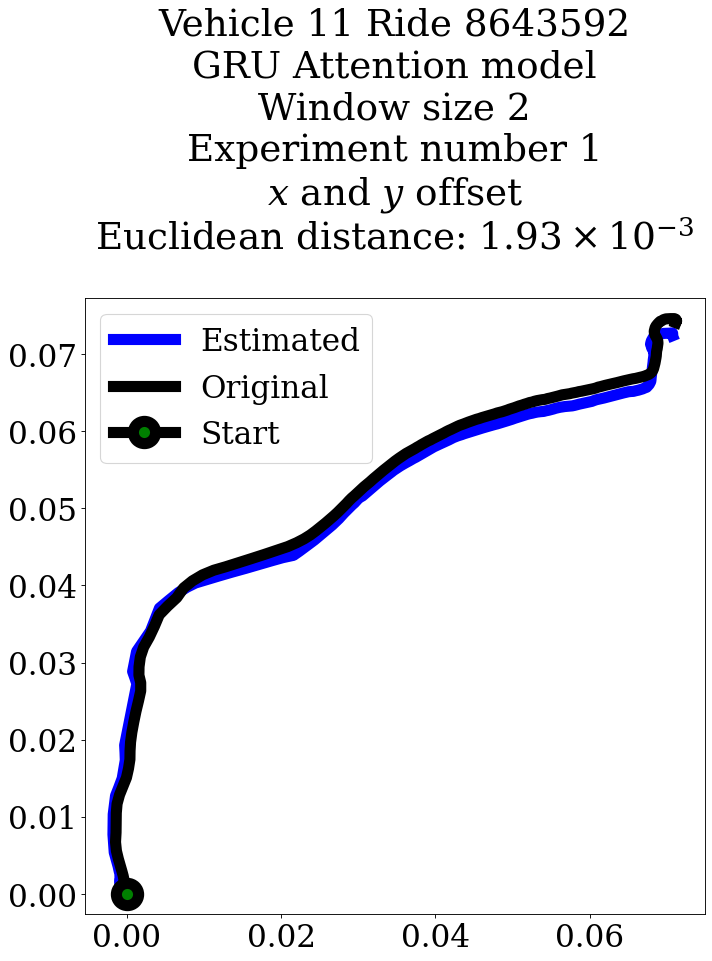 Vehicle 11 Ride 8643592
GRU Attention model
Window size 2
Experiment number 1
x and y offset
Euclidean distance: 1.93 × 10⁻³
Estimated
Original
Start
0.07
0.06
0.05
0.04
0.03
0.02
0.01
0.00
0.00 0.02 0.04 0.06